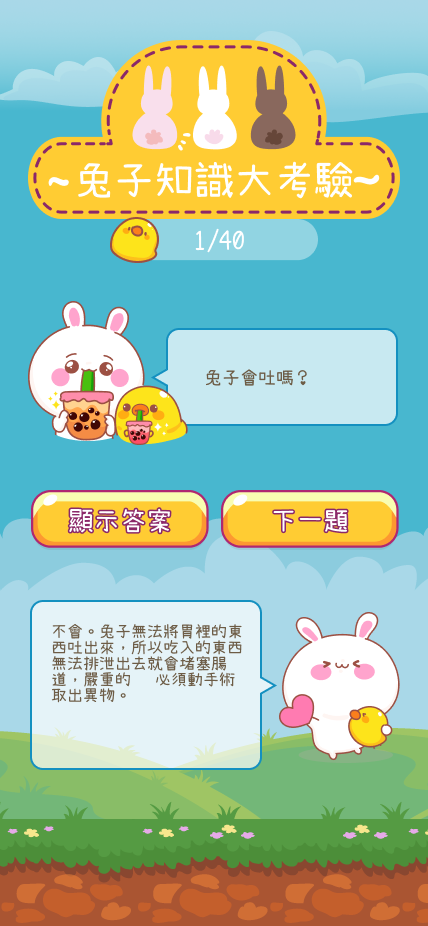 ~兔子知識大考驗~
1/40
兔子會吐嗎？
顯示答案
下一題
不會。兔子無法將胃裡的東
西吐出來，所以吃入的東西
無法排泄出去就會堵塞腸
道，嚴重的　必須動手術
取出異物。